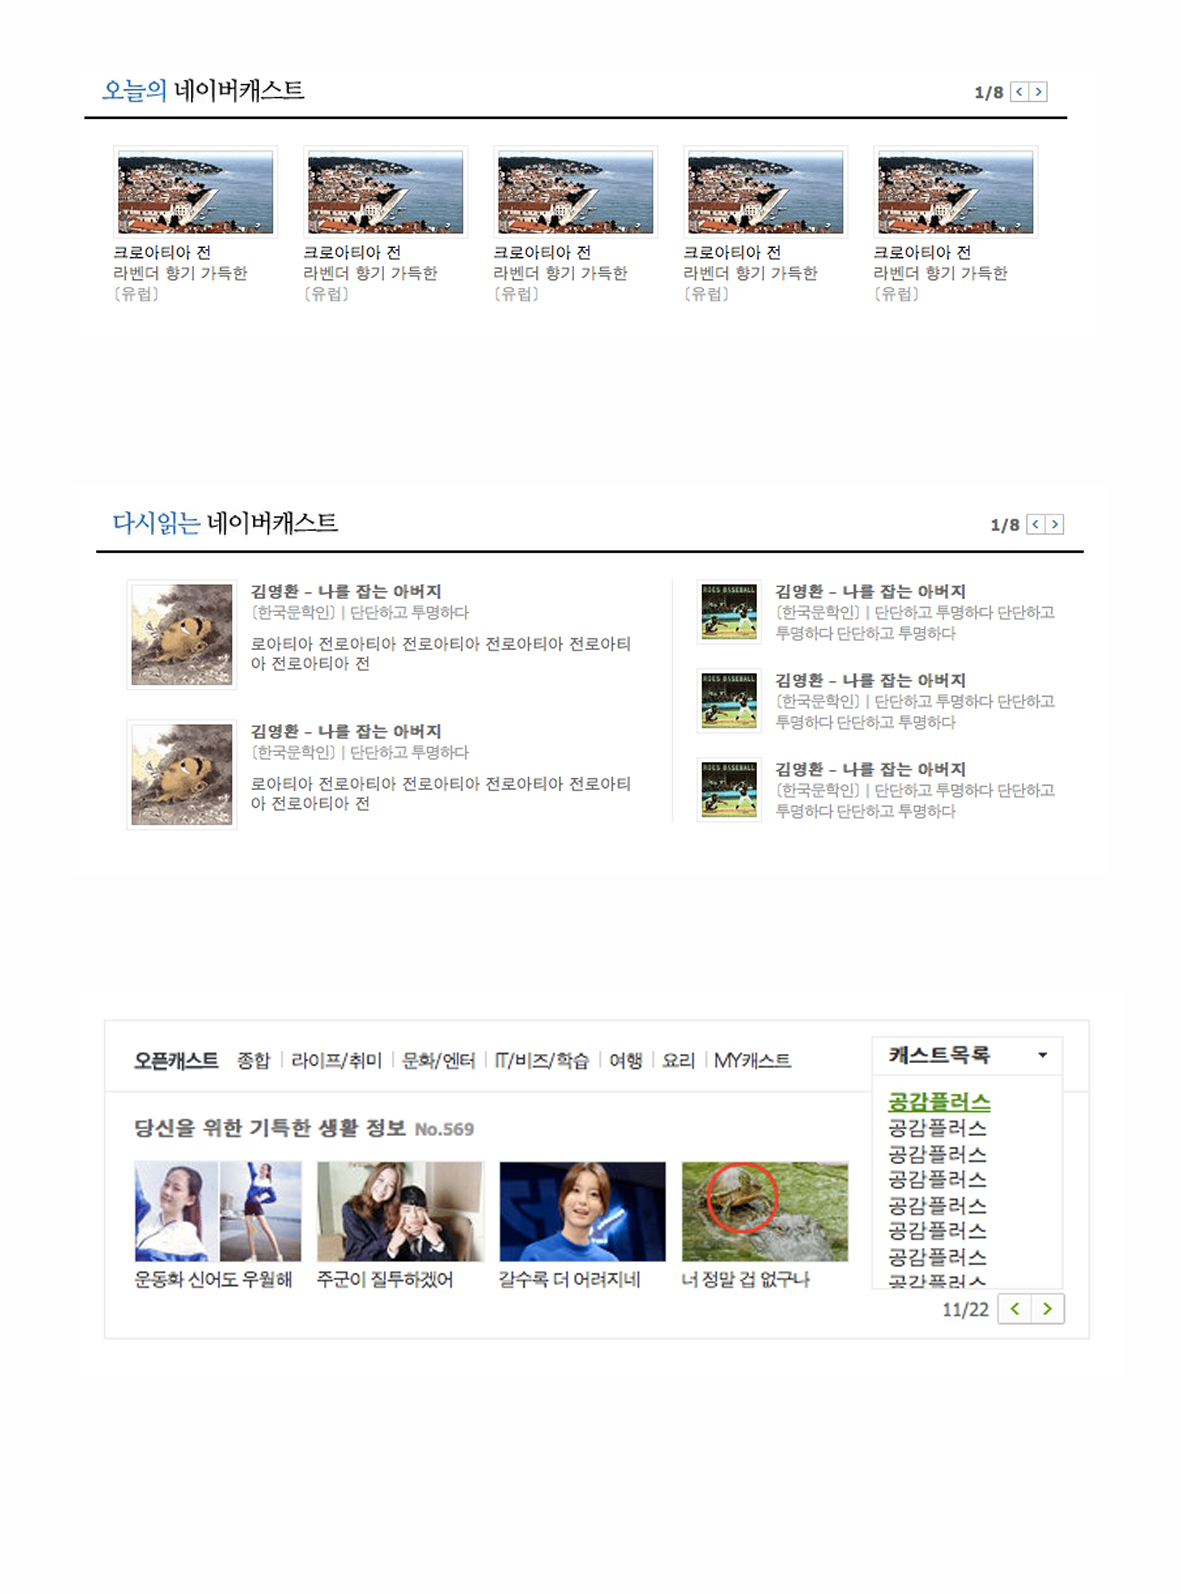 오늘의 네이버캐스트
1/8 < >
크로아티아 전
라벤더 향기 가득한
〔유럽〕
크로아티아 전
라벤더 향기 가득한
〔유럽〕
크로아티아 전
라벤더 향기 가득한
〔유럽〕
크로아티아 전
라벤더 향기 가득한
〔유럽〕
크로아티아 전
라벤더 향기 가득한
〔유럽〕
다시읽는 네이버캐스트
1/8 < >
김영환 – 나를 잡는 아버지
〔한국문학인〕 | 단단하고 투명하다
로아티아 전로아티아 전로아티아 전로아티아 전로아티
아 전로아티아 전
김영환 – 나를 잡는 아버지
〔한국문학인〕 | 단단하고 투명하다
로아티아 전로아티아 전로아티아 전로아티아 전로아티
아 전로아티아 전
ROES BASEBALL
김영환 – 나를 잡는 아버지
〔한국문학인〕 | 단단하고 투명하다 단단하고
투명하다 단단하고 투명하다
ROES BASEBALL
김영환 – 나를 잡는 아버지
〔한국문학인〕 | 단단하고 투명하다 단단하고
투명하다 단단하고 투명하다
ROES BASEBALL
김영환 – 나를 잡는 아버지
〔한국문학인〕 | 단단하고 투명하다 단단하고
투명하다 단단하고 투명하다
오픈캐스트 종합 | 라이프/취미 | 문화/엔터 | IT/비즈/학습 | 여행 | 요리 | MY캐스트
당신을 위한 기특한 생활 정보 No.569
운동화 신어도 우월해
주군이 질투하겠어
갈수록 더 어려지네
너 정말 겁 없구나
캐스트목록
공감플러스
공감플러스
공감플러스
공감플러스
공감플러스
공감플러스
공감플러스
공감플러스
11/22 < >